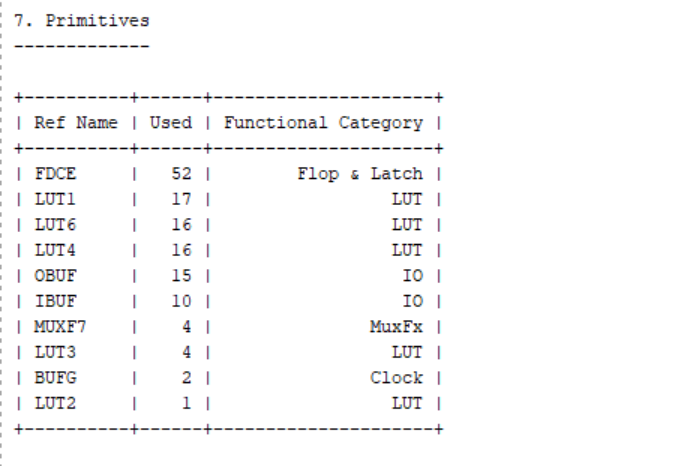 7. Primitives
-------------
+----------+------+---------------------+
| Ref Name | Used | Functional Category |
+----------+------+---------------------+
| FDCE     |   52 |        Flop & Latch |
| LUT1     |   17 |                 LUT |
| LUT6     |   16 |                 LUT |
| LUT4     |   16 |                 LUT |
| OBUF     |   15 |                  IO |
| IBUF     |   10 |                  IO |
| MUXF7    |    4 |               MuxFx |
| LUT3     |    4 |                 LUT |
| BUFG     |    2 |               Clock |
| LUT2     |    1 |                 LUT |
+----------+------+---------------------+